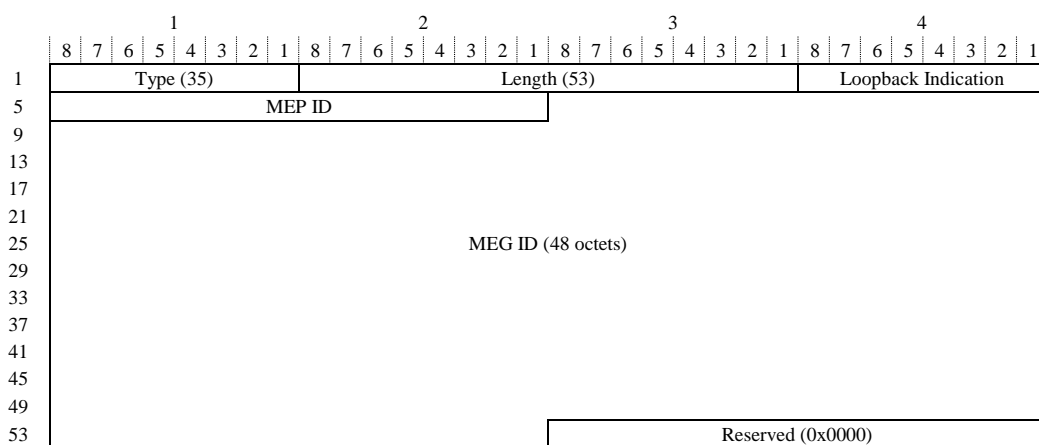 1 2 3 4
8 7 6 5 4 3 2 1 8 7 6 5 4 3 2 1 8 7 6 5 4 3 2 1 8 7 6 5 4 3 2 1
1 Type (35) Length (53) Loopback Indication
5 MEP ID
9
13
17
21
25 MEG ID (48 octets)
29
33
37
41
45
49
53 Reserved (0x0000)